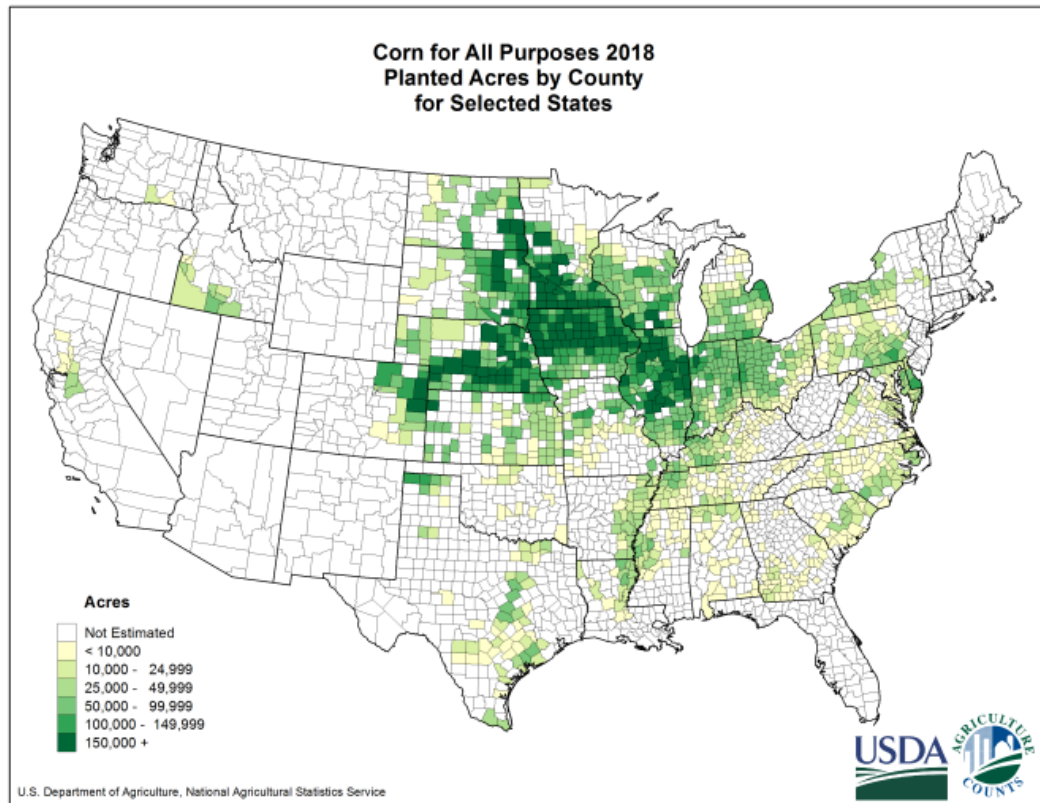 Corn for All Purposes 2018
Planted Acres by County
for Selected States
Acres
Not Estimated
< 10,000
10,000 - 24,999
25,000 - 49,999
50,000 - 99,999
100,000 - 149,999
150,000 +
USDA
AGRICULTURE
COUNTS
U.S. Department of Agriculture, National Agricultural Statistics Service